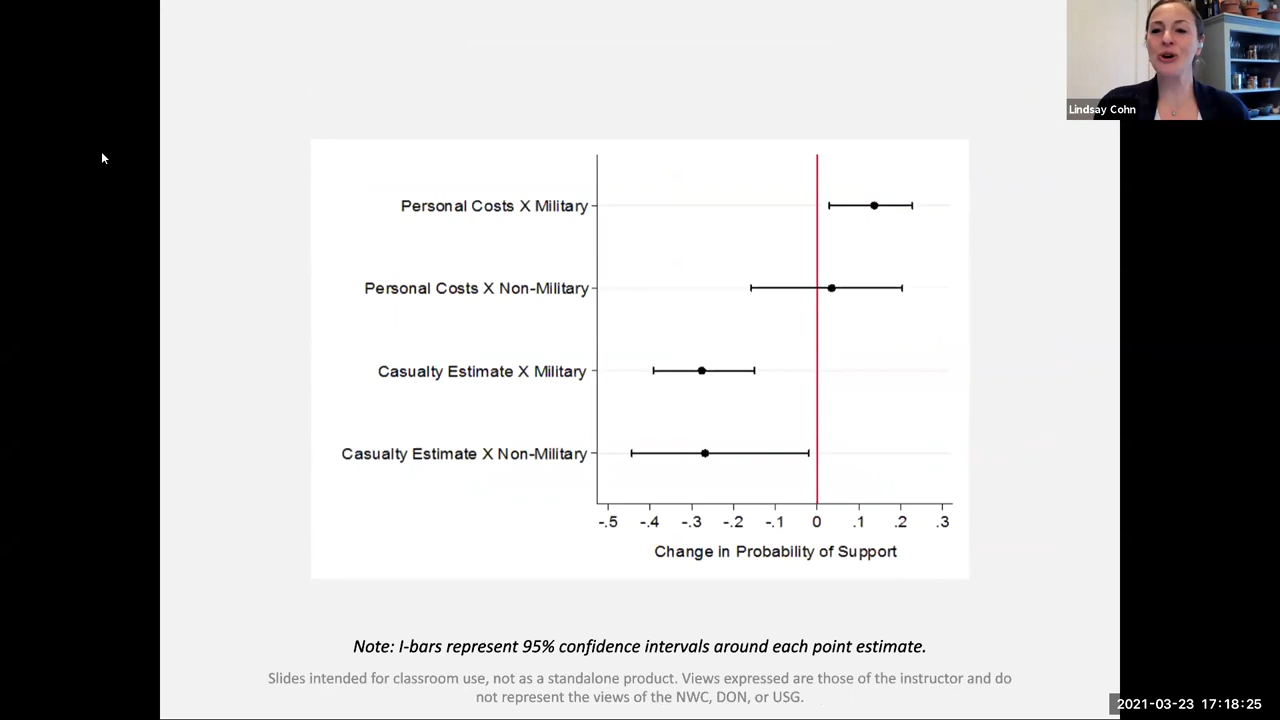 Lindsay Cohn
Personal Costs X Military
Personal Costs X Non-Military
Casualty Estimate X Military
Casualty Estimate X Non-Military
-.5 -.4 -.3 -.2 -.1 0 .1 .2 .3
Change in Probability of Support
Note: I-bars represent 95% confidence intervals around each point estimate.
Slides intended for classroom use, not as a standalone product. Views expressed are those of the instructor and do
not represent the views of the NWC, DON, or USG.
2021-03-23 17:18:25